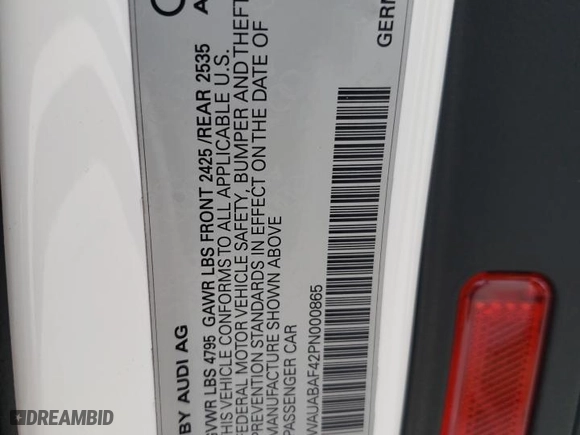 BY AUDI AG
GVWR LBS 4795 GAWR LBS FRONT 2425 /REAR 2535
THIS VEHICLE CONFORMS TO ALL APPLICABLE U.S.
FEDERAL MOTOR VEHICLE SAFETY, BUMPER AND THEFT
PREVENTION STANDARDS IN EFFECT ON THE DATE OF
MANUFACTURE SHOWN ABOVE
PASSENGER CAR
WAUABAF42PN000865
GERM
DREAMBID